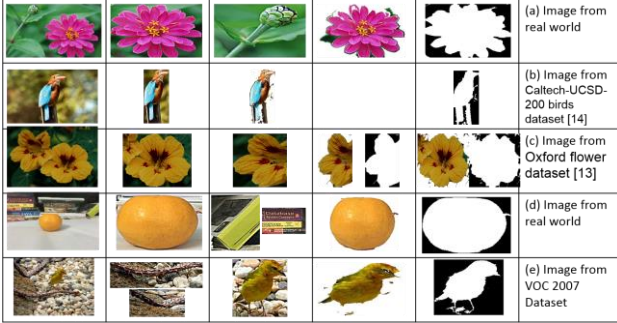 (a) Image from
real world
(b) Image from
Caltech-UCSD-
200 birds
dataset [14]
(c) Image from
Oxford flower
dataset [13]
(d) Image from
real world
(e) Image from
VOC 2007
Dataset